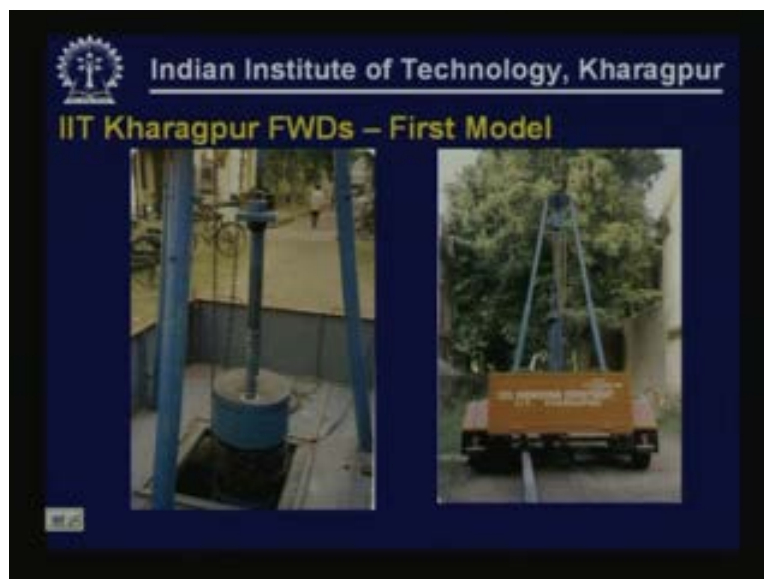 Indian Institute of Technology, Kharagpur
IIT Kharagpur FWDs – First Model